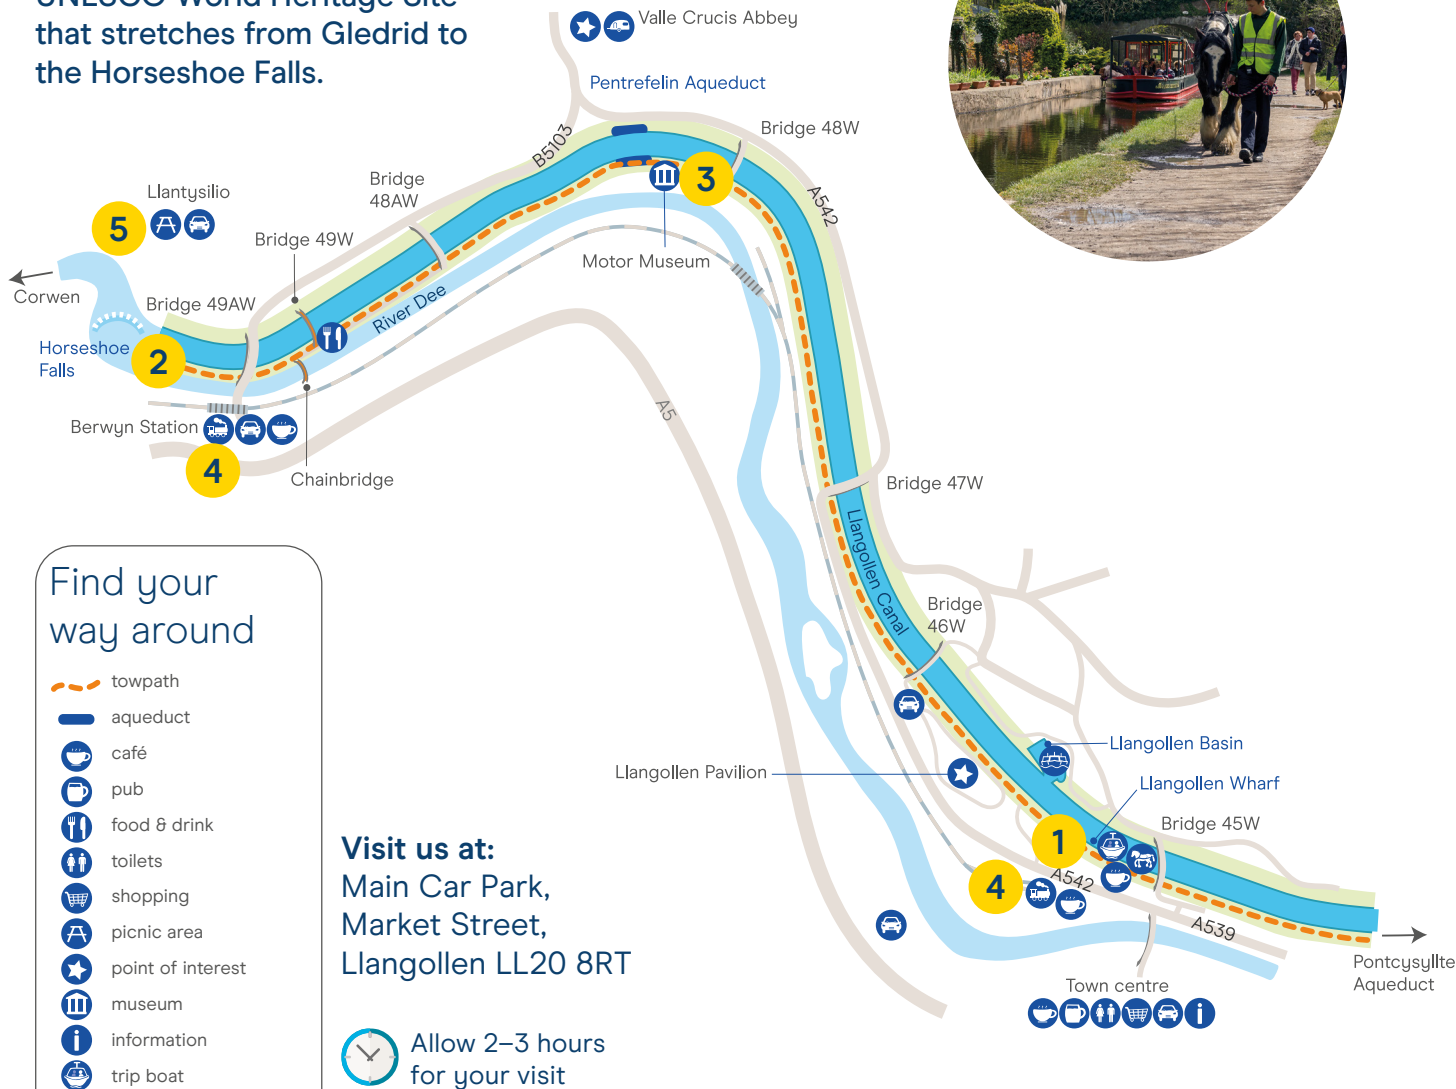 UNESCO World Heritage Site
that stretches from Gledrid to
the Horseshoe Falls.
Valle Crucis Abbey
Pentrefelin Aqueduct
Bridge 48W
B5103
A542
3
Bridge
48AW
Llantysilio
5
Bridge 49W
Motor Museum
Corwen
Bridge 49AW
River Dee
Horseshoe
Falls
2
A5
Berwyn Station
4
Chainbridge
Bridge 47W
Llangollen Canal
Bridge
46W
Llangollen Basin
Llangollen Pavilion
Llangollen Wharf
Bridge 45W
1
A542
4
A539
Pontcysyllte
Aqueduct
Town centre
Find your
way around
towpath
aqueduct
café
pub
food & drink
toilets
shopping
picnic area
point of interest
museum
information
trip boat
Visit us at:
Main Car Park,
Market Street,
Llangollen LL20 8RT
Allow 2–3 hours
for your visit